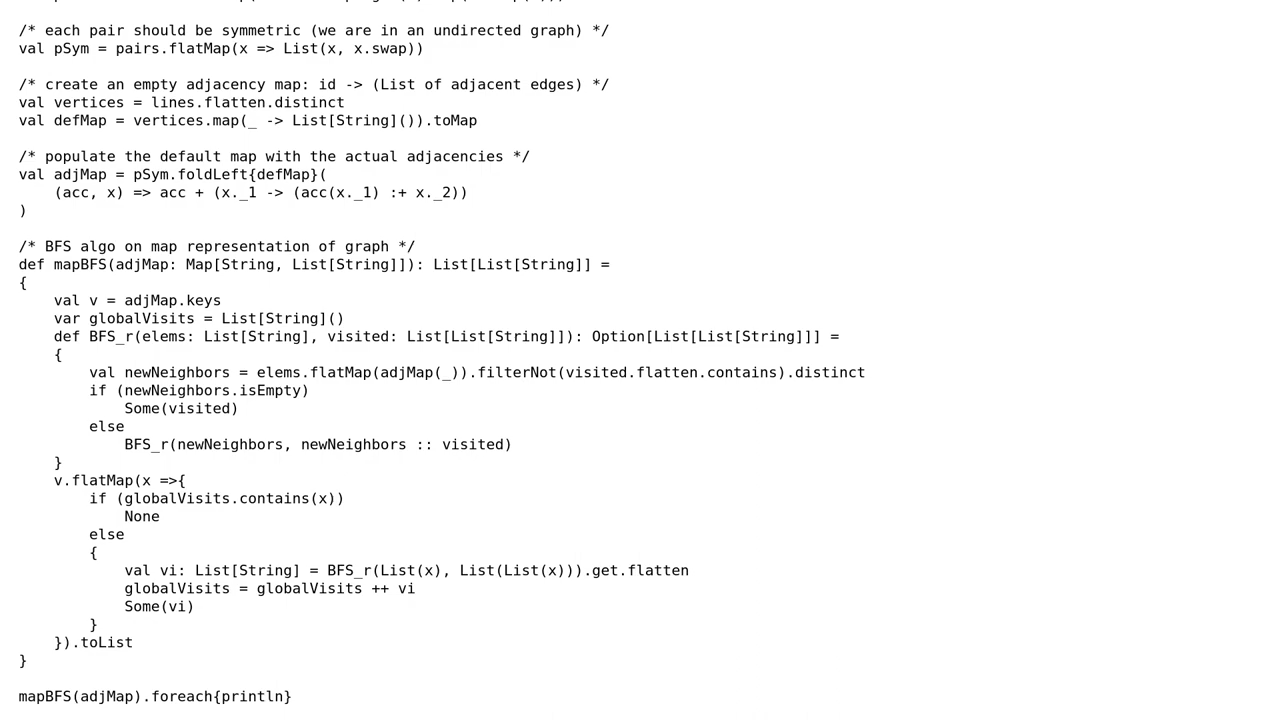 /* each pair should be symmetric (we are in an undirected graph) */
val pSym = pairs.flatMap(x => List(x, x.swap))

/* create an empty adjacency map: id -> (List of adjacent edges) */
val vertices = lines.flatten.distinct
val defMap = vertices.map(_ -> List[String]()).toMap

/* populate the default map with the actual adjacencies */
val adjMap = pSym.foldLeft{defMap}(
    (acc, x) => acc + (x._1 -> (acc(x._1) :+ x._2))
)

/* BFS algo on map representation of graph */
def mapBFS(adjMap: Map[String, List[String]]): List[List[String]] =
{
    val v = adjMap.keys
    var globalVisits = List[String]()
    def BFS_r(elems: List[String], visited: List[List[String]]): Option[List[List[String]]] =
    {
        val newNeighbors = elems.flatMap(adjMap(_)).filterNot(visited.flatten.contains).distinct
        if (newNeighbors.isEmpty)
            Some(visited)
        else
            BFS_r(newNeighbors, newNeighbors :: visited)
    }
    v.flatMap(x =>{
        if (globalVisits.contains(x))
            None
        else
        {
            val vi: List[String] = BFS_r(List(x), List(List(x))).get.flatten
            globalVisits = globalVisits ++ vi
            Some(vi)
        }
    }).toList
}

mapBFS(adjMap).foreach{println}